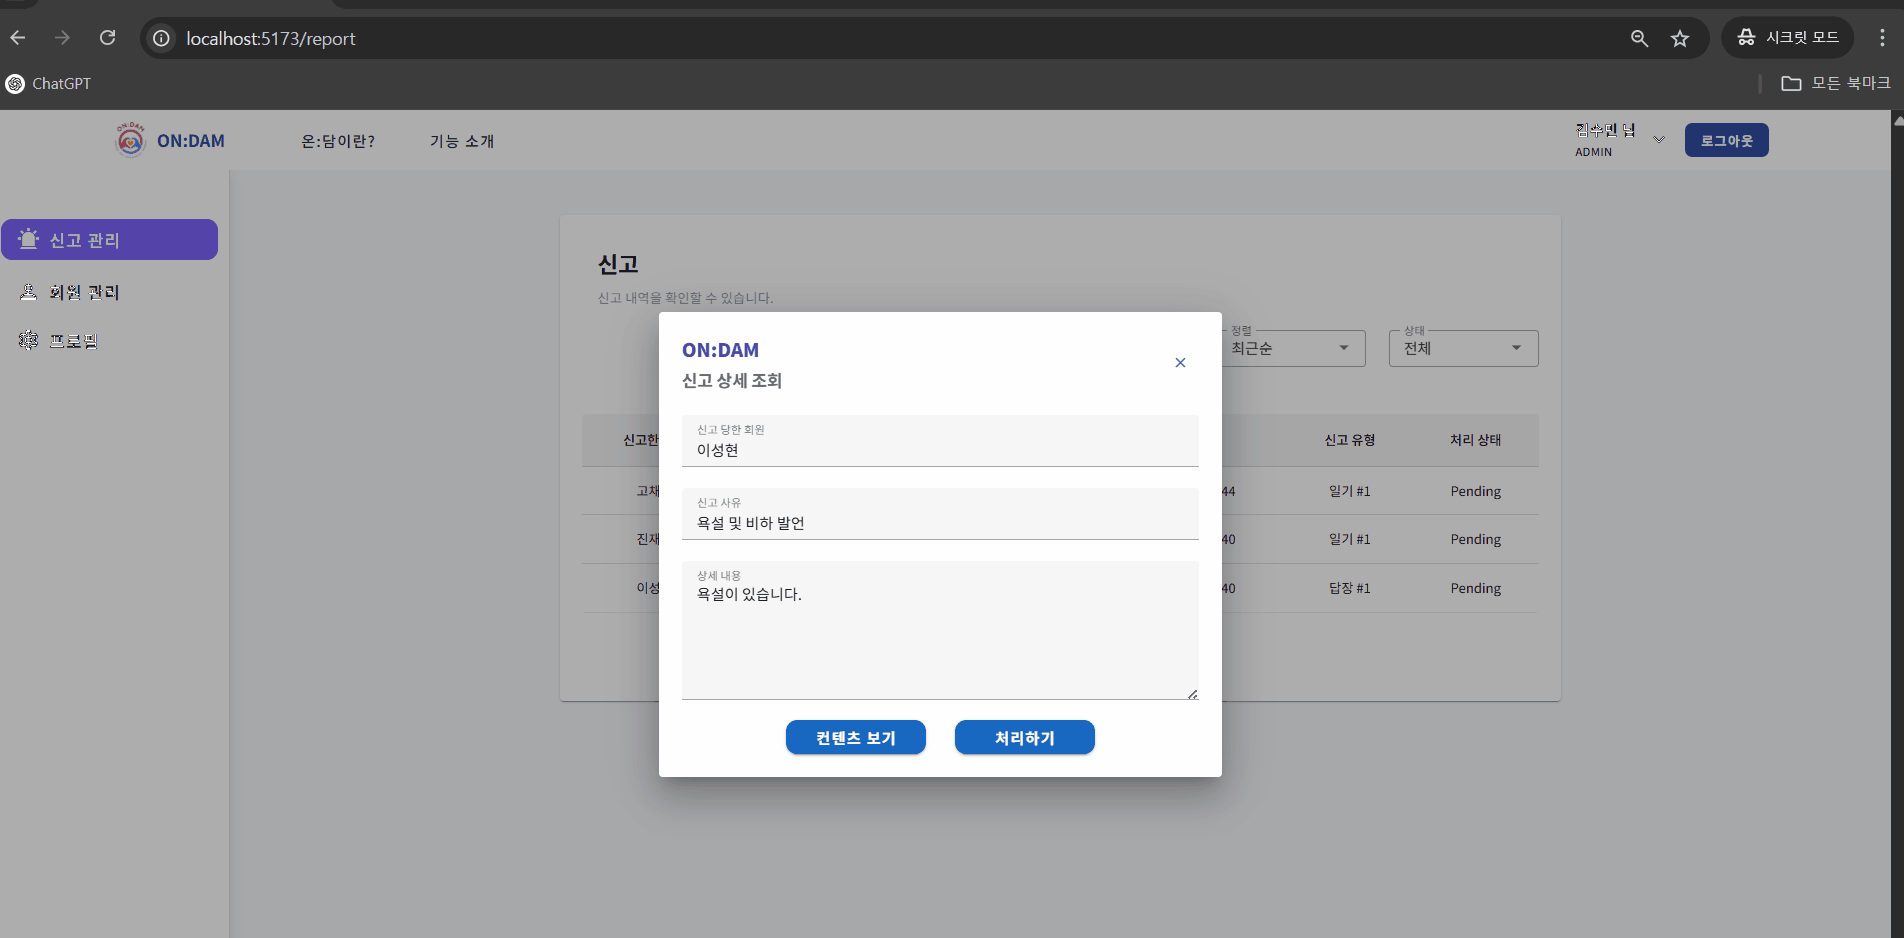 localhost:5173/report
시크릿 모드
ChatGPT
모든 북마크
ON:DAM
ON:DAM
온:담이란?
기능 소개
김수민 님
ADMIN
로그아웃
신고 관리
회원 관리
프로필
신고
신고 내역을 확인할 수 있습니다.
정렬
최근순
상태
전체
신고한
신고 유형
처리 상태
고채
44
일기 #1
Pending
진재
40
일기 #1
Pending
이성
40
답장 #1
Pending
ON:DAM
신고 상세 조회
신고 당한 회원
이성현
신고 사유
욕설 및 비하 발언
상세 내용
욕설이 있습니다.
컨텐츠 보기
처리하기